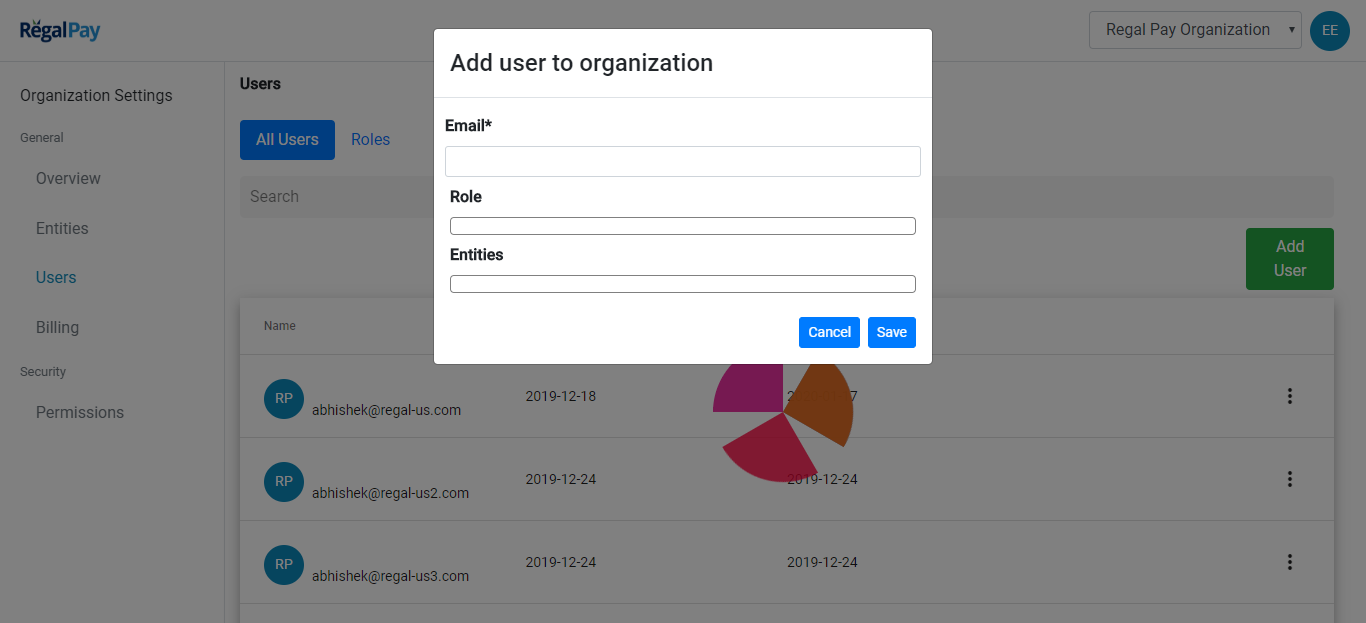 RegalPay
Regal Pay Organization
EE
Organization Settings
General
Overview
Entities
Users
Billing
Security
Permissions
Users
All Users
Roles
Search
Add
User
Name
RP
abhishek@regal-us.com
2019-12-18
RP
abhishek@regal-us2.com
2019-12-24
2019-12-24
RP
abhishek@regal-us3.com
2019-12-24
2019-12-24
Add user to organization
Email*
Role
Entities
Cancel
Save